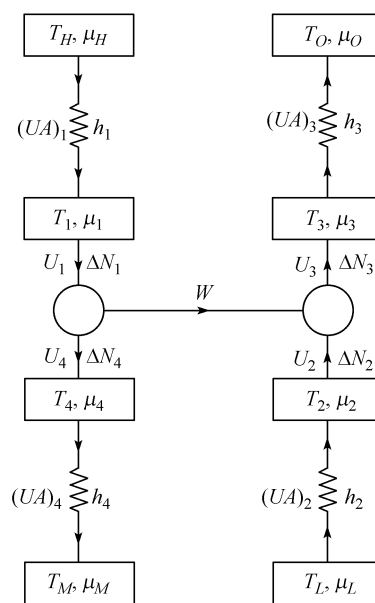 T_H, μ_H
T_O, μ_O
(UA)_1 h_1
(UA)_3 h_3
T_1, μ_1
T_3, μ_3
U_1 ΔN_1
U_3 ΔN_3
W
U_4 ΔN_4
U_2 ΔN_2
T_4, μ_4
T_2, μ_2
(UA)_4 h_4
(UA)_2 h_2
T_M, μ_M
T_L, μ_L